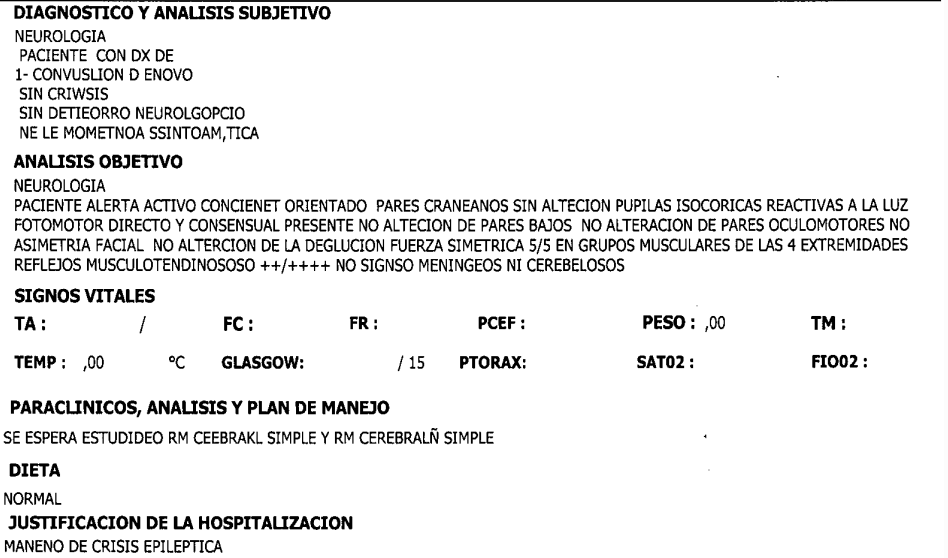 DIAGNOSTICO Y ANALISIS SUBJETIVO
NEUROLOGIA
PACIENTE CON DX DE
1- CONVUSLION D ENOVO
SIN CRIWSIS
SIN DETIEORRO NEUROLGOPCIO
NE LE MOMETNOA SSINTOAM,TICA
ANALISIS OBJETIVO
NEUROLOGIA
PACIENTE ALERTA ACTIVO CONCIENET ORIENTADO PARES CRANEANOS SIN ALTECION PUPILAS ISOCORICAS REACTIVAS A LA LUZ
FOTOMOTOR DIRECTO Y CONSENSUAL PRESENTE NO ALTECION DE PARES BAJOS NO ALTERACION DE PARES OCULOMOTORES NO
ASIMETRIA FACIAL NO ALTERCION DE LA DEGLUCION FUERZA SIMETRICA 5/5 EN GRUPOS MUSCULARES DE LAS 4 EXTREMIDADES
REFLEJOS MUSCULOTENDINOSOSO ++/++++ NO SIGNSO MENINGEOS NI CEREBELOSOS
SIGNOS VITALES
TA : / FC : FR : PCEF : PESO : ,00 TM :
TEMP : ,00 °C GLASGOW: / 15 PTORAX: SAT02 : FIO02 :
PARACLINICOS, ANALISIS Y PLAN DE MANEJO
SE ESPERA ESTUDIDEO RM CEEBRAKL SIMPLE Y RM CEREBRALÑ SIMPLE
DIETA
NORMAL
JUSTIFICACION DE LA HOSPITALIZACION
MANENO DE CRISIS EPILEPTICA